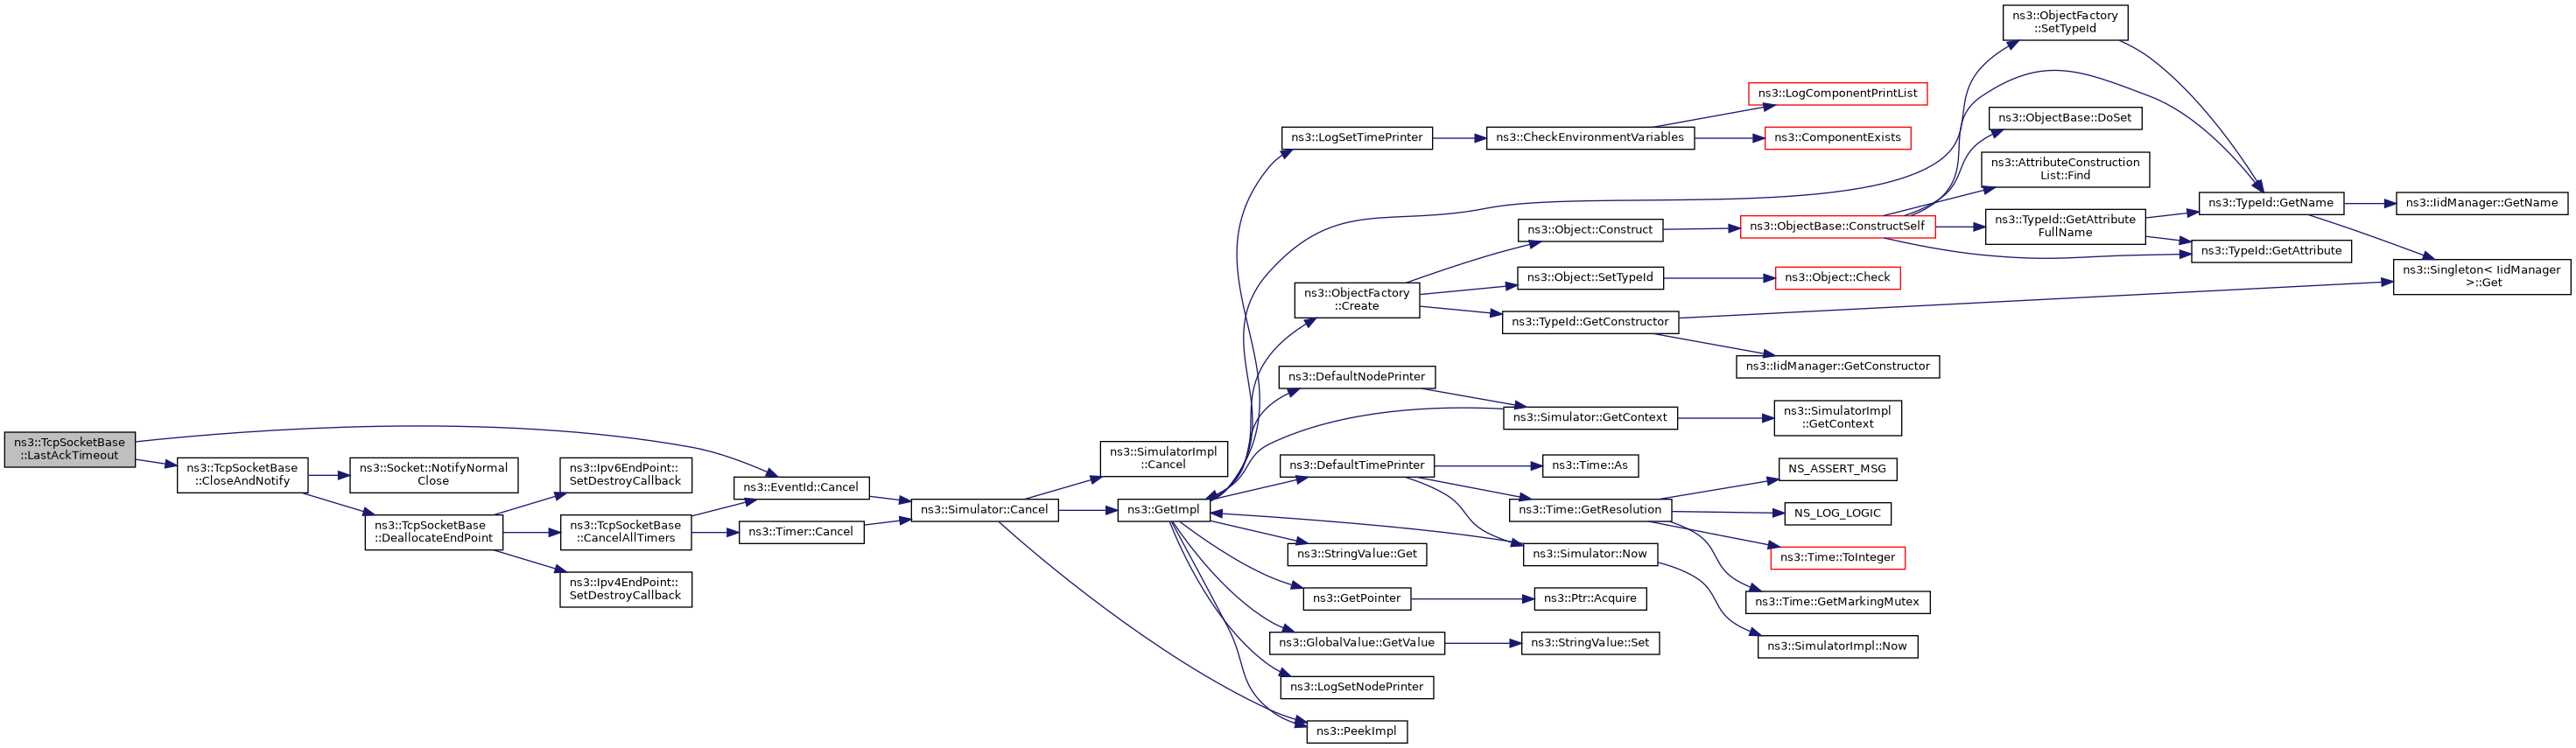 ns3::TcpSocketBase
::LastAckTimeout
ns3::TcpSocketBase
::CloseAndNotify
ns3::Socket::NotifyNormal
Close
ns3::TcpSocketBase
::DeallocateEndPoint
ns3::Ipv6EndPoint::
SetDestroyCallback
ns3::TcpSocketBase
::CancelAllTimers
ns3::Ipv4EndPoint::
SetDestroyCallback
ns3::EventId::Cancel
ns3::Timer::Cancel
ns3::Simulator::Cancel
ns3::SimulatorImpl
::Cancel
ns3::GetImpl
ns3::LogSetTimePrinter
ns3::CheckEnvironmentVariables
ns3::LogComponentPrintList
ns3::ComponentExists
ns3::ObjectFactory
::SetTypeId
ns3::ObjectBase::DoSet
ns3::AttributeConstruction
List::Find
ns3::ObjectFactory
::Create
ns3::Object::Construct
ns3::ObjectBase::ConstructSelf
ns3::TypeId::GetAttribute
FullName
ns3::TypeId::GetName
ns3::IidManager::GetName
ns3::TypeId::GetAttribute
ns3::Singleton< IidManager
>::Get
ns3::Object::SetTypeId
ns3::Object::Check
ns3::TypeId::GetConstructor
ns3::IidManager::GetConstructor
ns3::DefaultNodePrinter
ns3::Simulator::GetContext
ns3::SimulatorImpl
::GetContext
ns3::DefaultTimePrinter
ns3::Time::As
ns3::Time::GetResolution
NS_ASSERT_MSG
NS_LOG_LOGIC
ns3::Time::ToInteger
ns3::Time::GetMarkingMutex
ns3::Simulator::Now
ns3::SimulatorImpl::Now
ns3::StringValue::Get
ns3::GetPointer
ns3::Ptr::Acquire
ns3::GlobalValue::GetValue
ns3::StringValue::Set
ns3::LogSetNodePrinter
ns3::PeekImpl